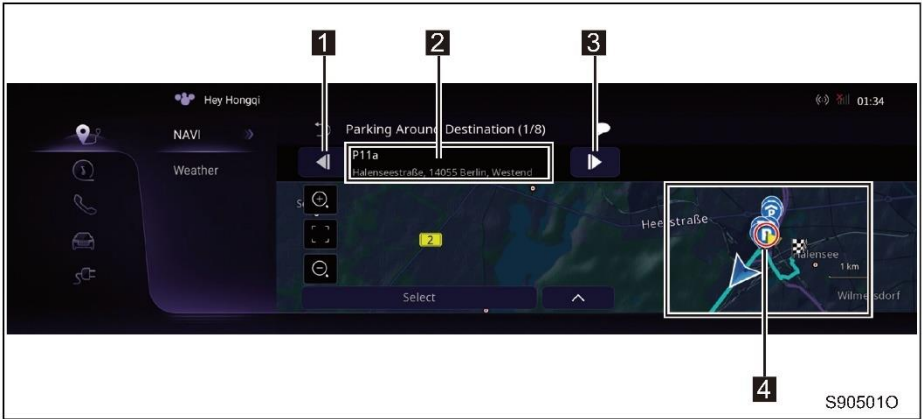 1
2
3
Hey Hongqi
01:34
NAVI
Parking Around Destination (1/8)
P11a
Halenseestraße, 14055 Berlin, Westend
Weather
Heerstraße
2
Halensee
1 km
Wilmersdorf
Select
4
S90501O